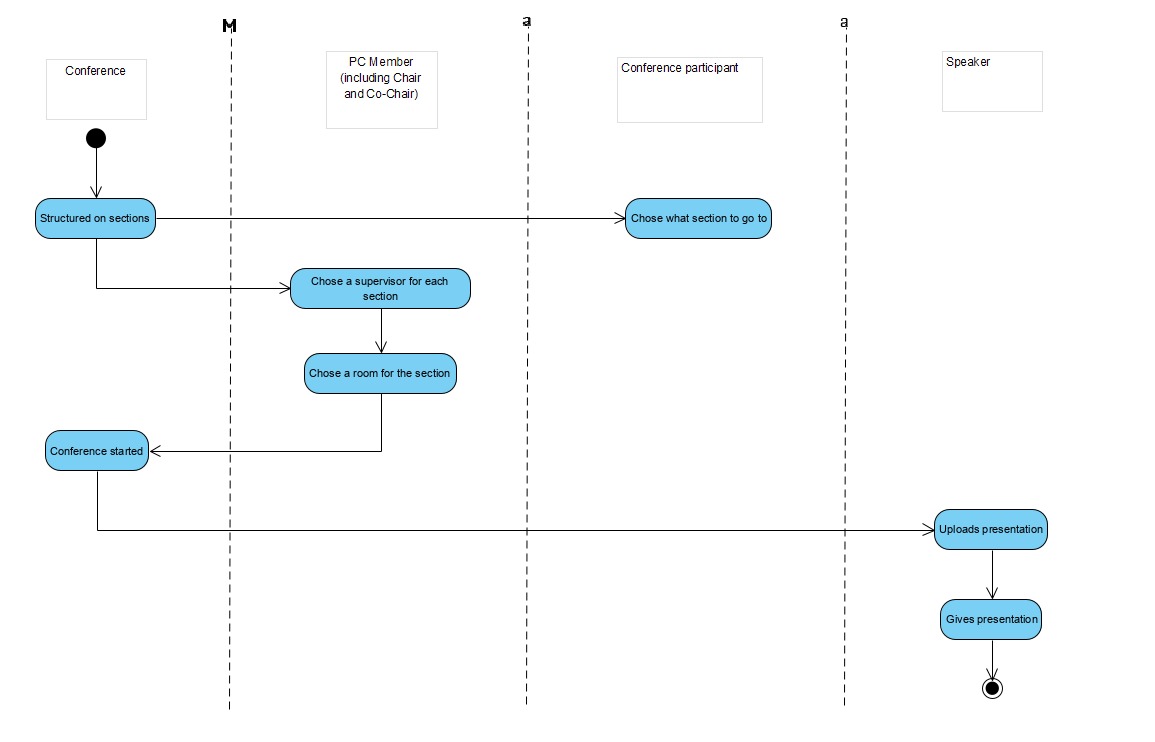 M
a
a
Conference
PC Member
(including Chair
and Co-Chair)
Conference participant
Speaker
Structured on sections
Chose what section to go to
Chose a supervisor for each
section
Chose a room for the section
Conference started
Uploads presentation
Gives presentation